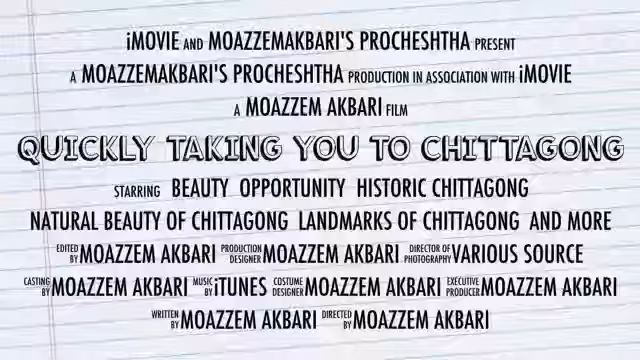 iMOVIE AND MOAZZEMAKBARI'S PROCHESHTHA PRESENT
A MOAZZEMAKBARI'S PROCHESHTHA PRODUCTION IN ASSOCIATION WITH iMOVIE
A MOAZZEM AKBARI FILM
QUICKLY TAKING YOU TO CHITTAGONG
STARRING BEAUTY OPPORTUNITY HISTORIC CHITTAGONG
NATURAL BEAUTY OF CHITTAGONG LANDMARKS OF CHITTAGONG AND MORE
EDITED BY MOAZZEM AKBARI PRODUCTION DESIGNER MOAZZEM AKBARI DIRECTOR OF PHOTOGRAPHY VARIOUS SOURCE
CASTING BY MOAZZEM AKBARI MUSIC BY iTUNES COSTUME DESIGNER MOAZZEM AKBARI EXECUTIVE PRODUCER MOAZZEM AKBARI
WRITTEN BY MOAZZEM AKBARI DIRECTED BY MOAZZEM AKBARI